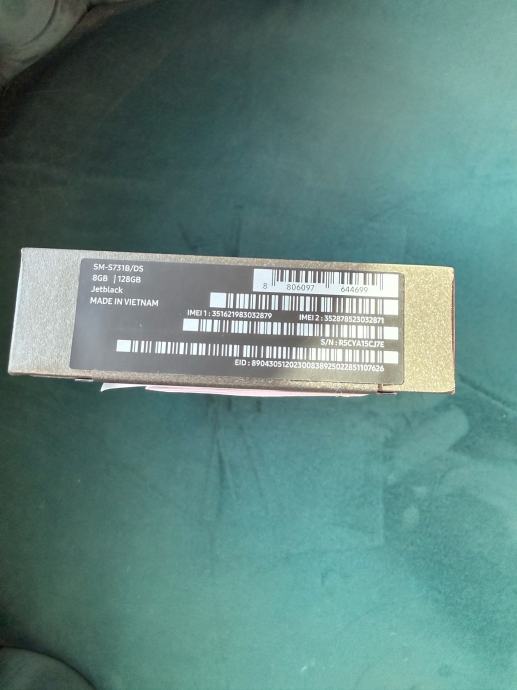 SM-S731B/DS
8GB | 128GB
Jetblack
MADE IN VIETNAM
8 806097 644699
IMEI 1 : 351621983032879 IMEI 2 : 352878523032871
S/N : R5CYA15CJ7E
EID : 89043051202300838925022851107626